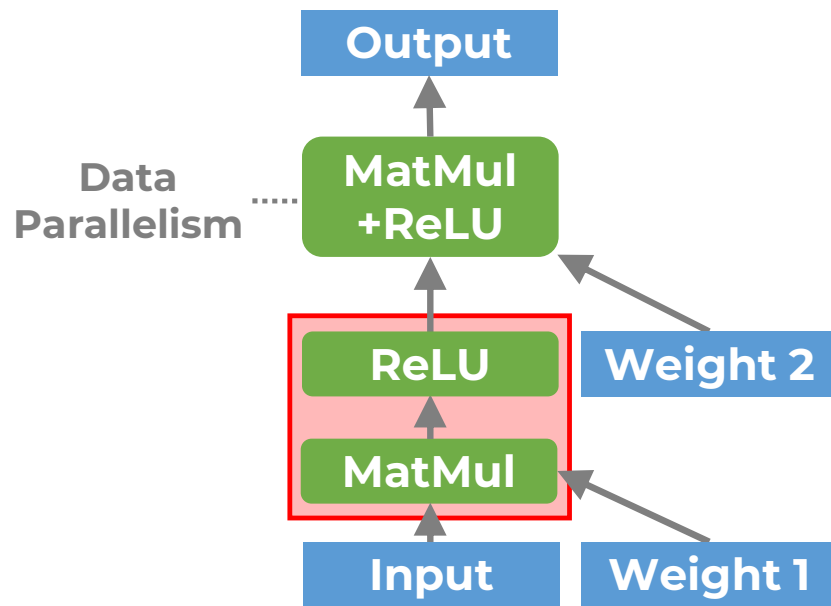 Output
Data
Parallelism
MatMul
+ReLU
ReLU
Weight 2
MatMul
Input
Weight 1